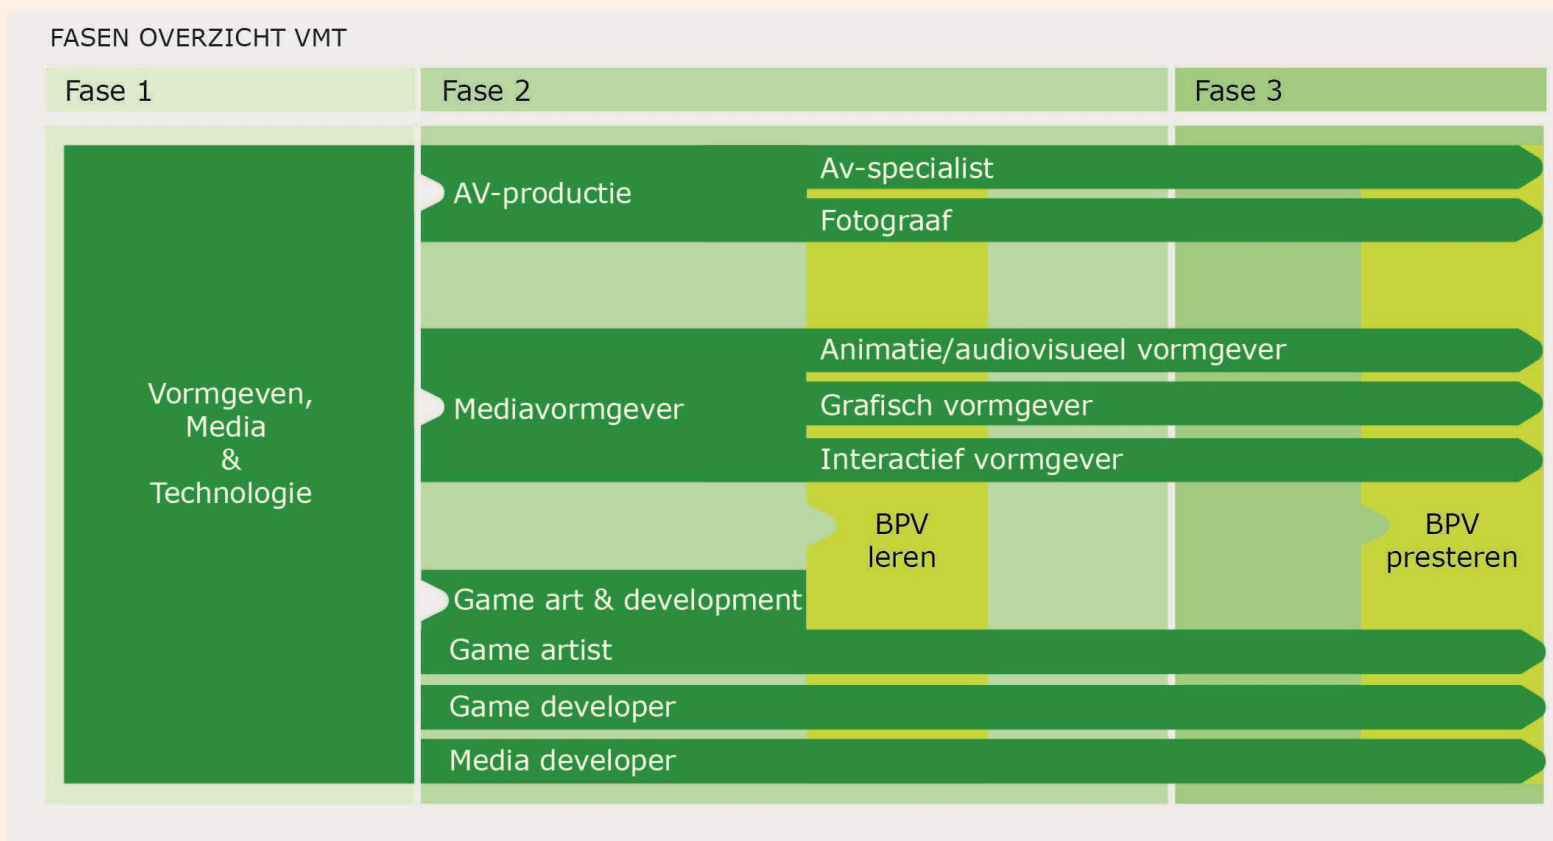 FASEN OVERZICHT VMT
Fase 1
Fase 2
Fase 3
Vormgeven,
Media
&
Technologie
AV-productie
Av-specialist
Fotograaf
Mediavormgever
Animatie/audiovisueel vormgever
Grafisch vormgever
Interactief vormgever
BPV
leren
BPV
presteren
Game art & development
Game artist
Game developer
Media developer